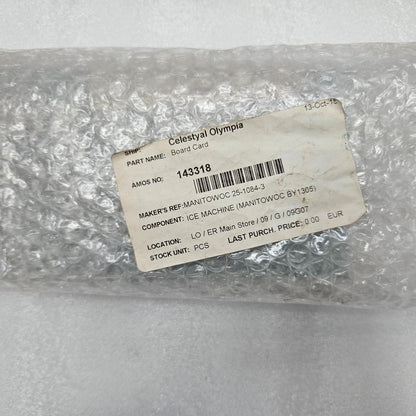 SHIP: Celestyal Olympia
13-Oct-15
PART NAME: Board Card
AMOS NO: 143318
MAKER'S REF: MANITOWOC 25-1084-3
COMPONENT: ICE MACHINE (MANITOWOC BY1305)
LOCATION: LO / ER Main Store / 09 / G / 09G07
STOCK UNIT: PCS LAST PURCH. PRICE: 0.00 EUR